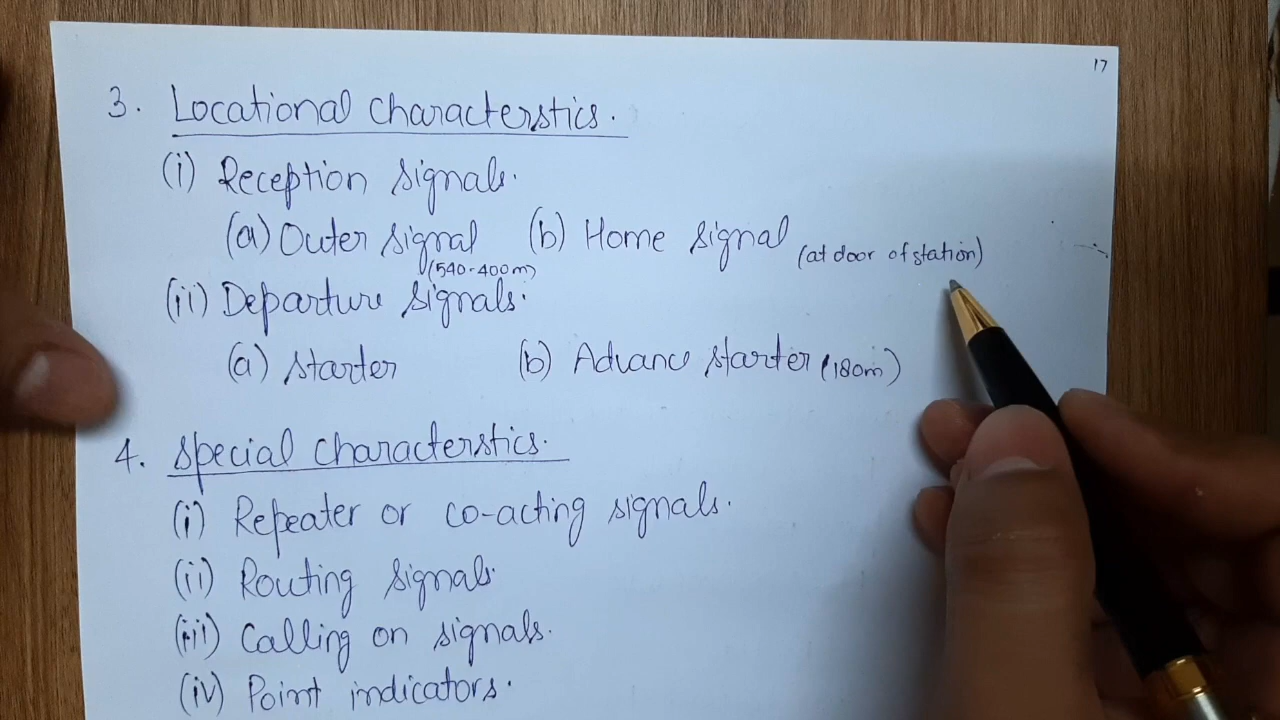 17
3. Locational characterstics.
(i) Reception signals.
(a) Outer signal (b) Home signal (at door of station)
(540-400m)
(ii) Departure signals.
(a) starter (b) Advance starter (180m)
4. special characterstics.
(i) Repeater or co-acting signals.
(ii) Routing signals.
(iii) Calling on signals.
(iv) Point indicators.